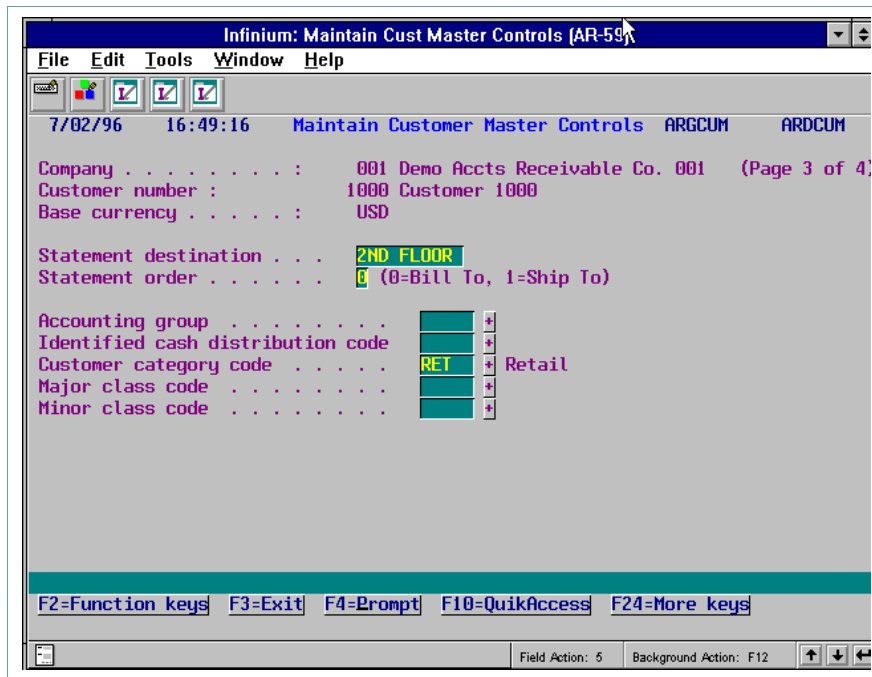 Infinium: Maintain Cust Master Controls (AR-59)
File Edit Tools Window Help
7/02/96 16:49:16 Maintain Customer Master Controls ARGCUM ARDCUM
Company . . . . . . . . : 001 Demo Accts Receivable Co. 001 (Page 3 of 4)
Customer number : 1000 Customer 1000
Base currency . . . . . : USD
Statement destination . . . 2ND FLOOR
Statement order . . . . . . 0 (0=Bill To, 1=Ship To)
Accounting group . . . . . . . .
Identified cash distribution code
Customer category code . . . . . RET + Retail
Major class code . . . . . . . .
Minor class code . . . . . . . .
F2=Function keys F3=Exit F4=Prompt F10=QuikAccess F24=More keys
Field Action: 5 Background Action: F12